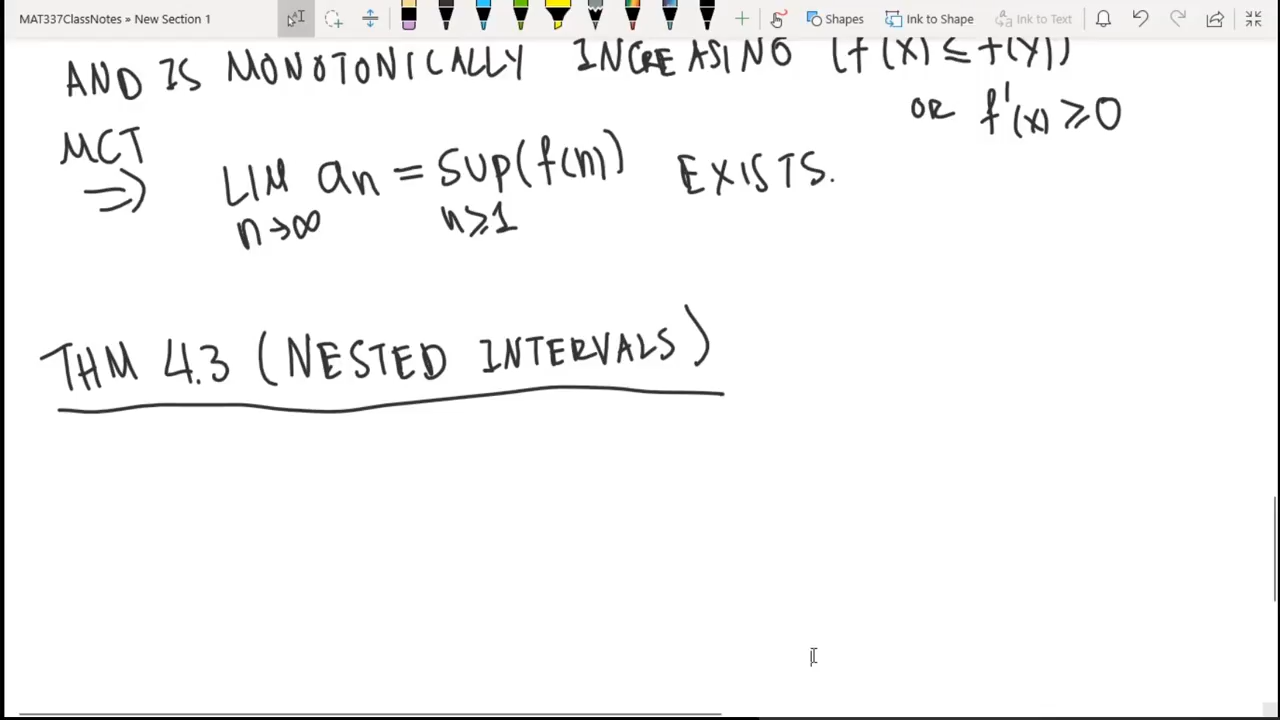 MAT337ClassNotes » New Section 1
Shapes
Ink to Shape
Ink to Text
AND IS MONOTONICALLY INCREASING (f(x) ≤ f(y))
OR f'(x) ≥ 0
MCT
⇒ LIM an = SUP(f(n)) EXISTS.
n→∞ n≥1
THM 4.3 (NESTED INTERVALS)